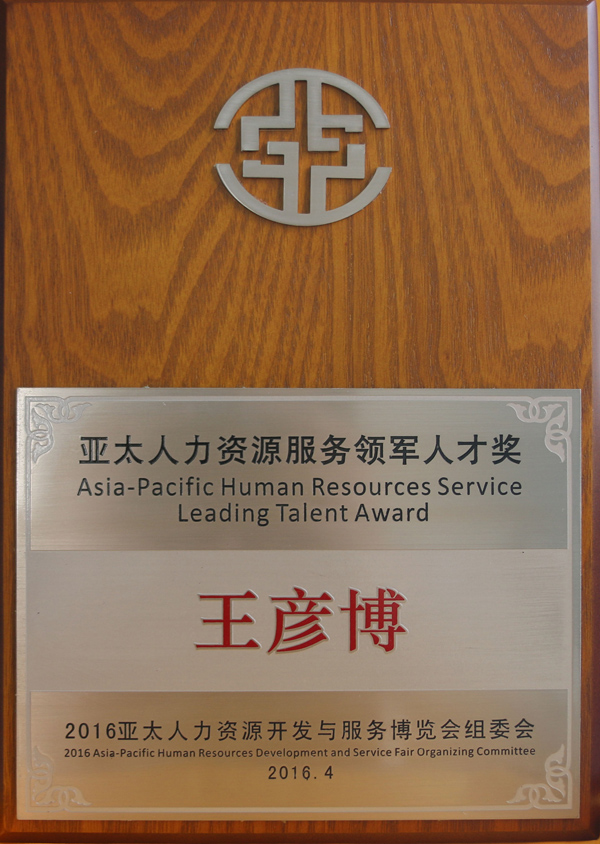 亚太人力资源服务领军人才奖
Asia-Pacific Human Resources Service
Leading Talent Award
王彦博
2016亚太人力资源开发与服务博览会组委会
2016 Asia-Pacific Human Resources Development and Service Fair Organizing Committee
2016.4